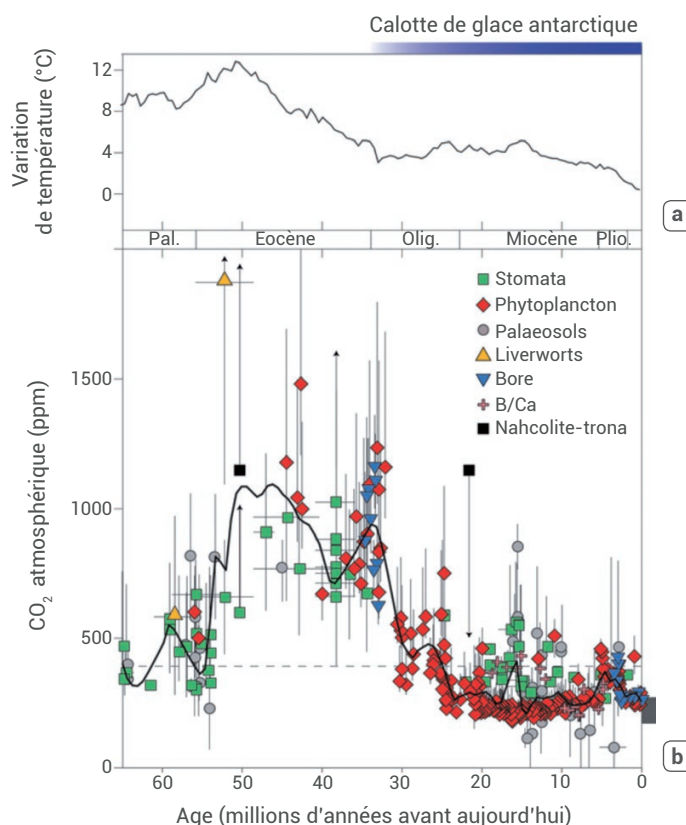 Calotte de glace antarctique
Variation
de température (°C)
12
8
4
0
a
Pal.
Eocène
Olig.
Miocène
Plio.
CO2 atmosphérique (ppm)
1500
1000
500
0
Stomata
Phytoplancton
Palaeosols
Liverworts
Bore
B/Ca
Nahcolite-trona
b
60
50
40
30
20
10
0
Age (millions d'années avant aujourd'hui)